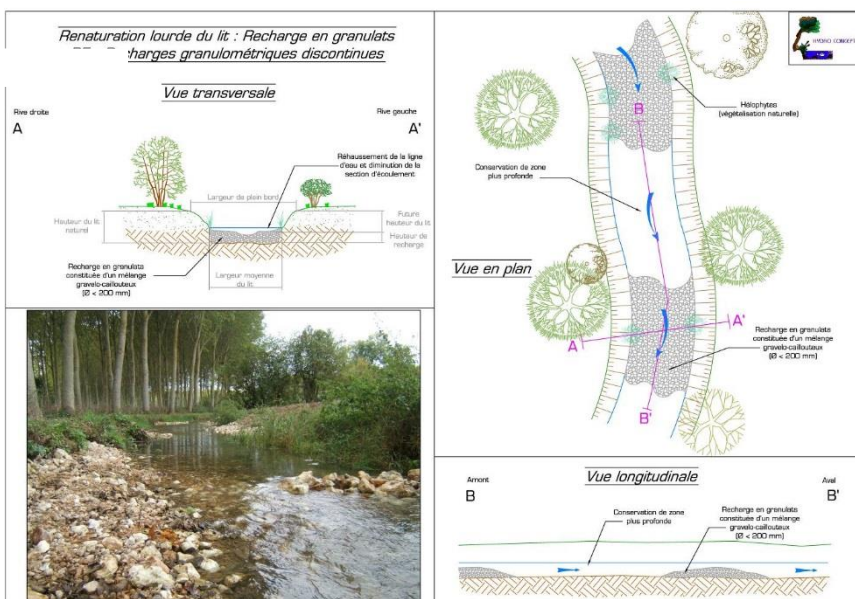 Renaturation lourde du lit : Recharge en granulats
Recharges granulométriques discontinues
Vue transversale
Rive droite
Rive gauche
A
A'
Réhaussement de la ligne
d'eau et diminution de la
section d'écoulement
Largeur de plein bord
Hauteur du lit
naturel
Future
hauteur du lit
Hauteur de
recharge
Recharge en granulats
constituée d'un mélange
gravelo-caillouteux
(Ø < 200 mm)
Largeur moyenne
du lit
HYDRO CONCEPT
B
Hélophytes
(végétalisation naturelle)
Conservation de zone
plus profonde
Vue en plan
A
A'
Recharge en granulats
constituée d'un mélange
gravelo-caillouteux
(Ø < 200 mm)
B'
Vue longitudinale
Amont
Aval
B
B'
Conservation de zone
plus profonde
Recharge en granulats
constituée d'un mélange
gravelo-caillouteux
(Ø < 200 mm)